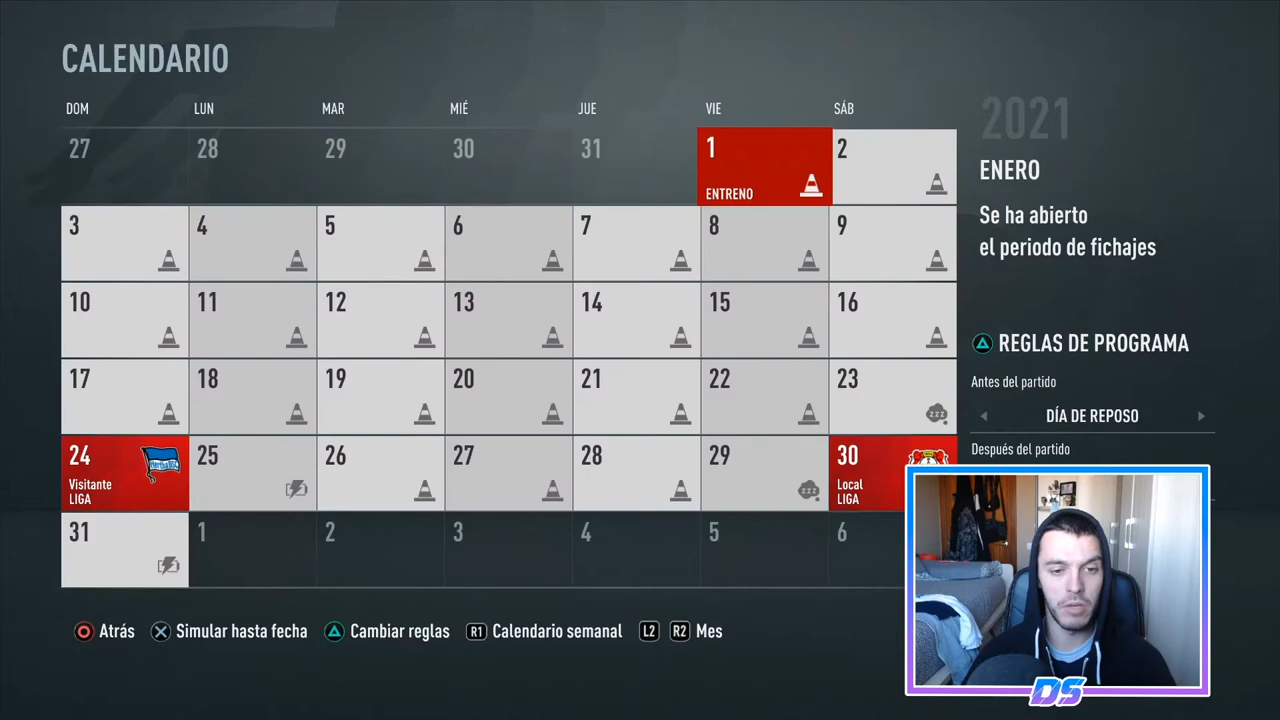 CALENDARIO
DOM LUN MAR MIÉ JUE VIE SÁB
27 28 29 30 31 1 2
ENTRENO
3 4 5 6 7 8 9
10 11 12 13 14 15 16
17 18 19 20 21 22 23
zzz
24 25 26 27 28 29 30
Visitante
LIGA
zzz
Local
LIGA
31 1 2 3 4 5 6
2021
ENERO
Se ha abierto
el periodo de fichajes
REGLAS DE PROGRAMA
Antes del partido
DÍA DE REPOSO
Después del partido
Atrás Simular hasta fecha Cambiar reglas R1 Calendario semanal L2 R2 Mes
DS